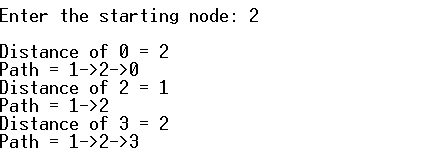 Enter the starting node: 2
Distance of 0 = 2
Path = 1->2->0
Distance of 2 = 1
Path = 1->2
Distance of 3 = 2
Path = 1->2->3